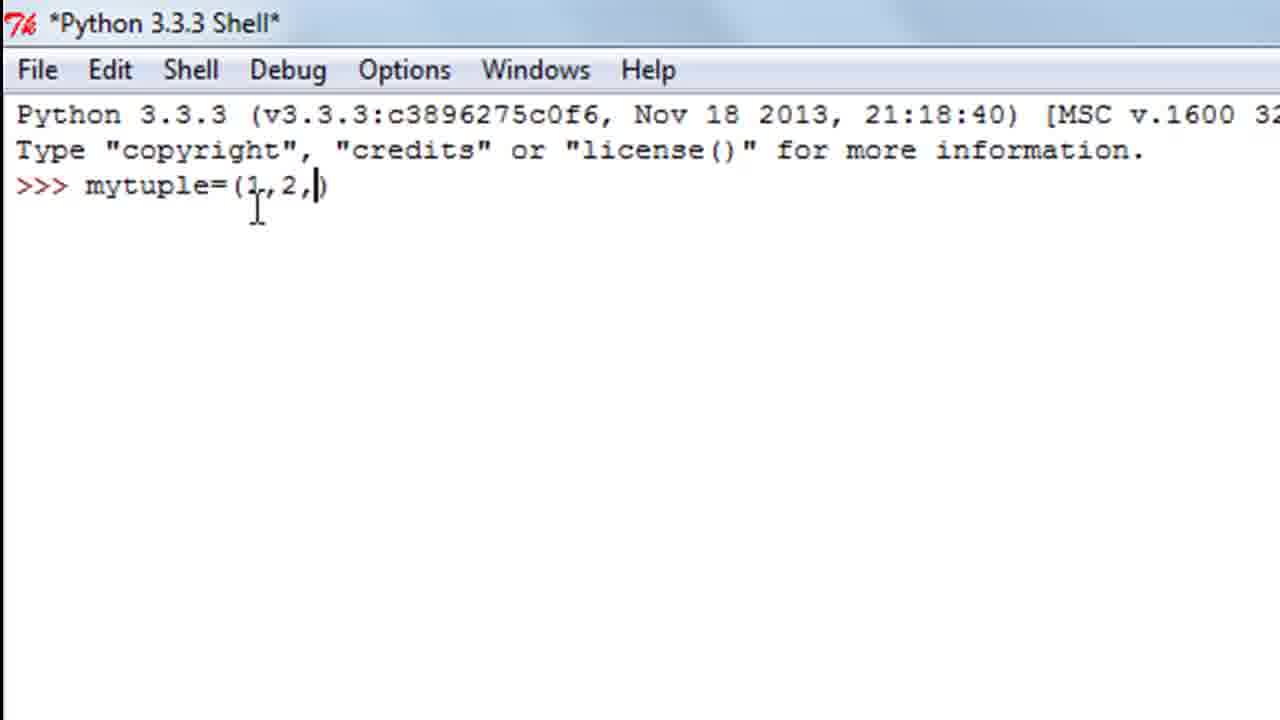 *Python 3.3.3 Shell*
File Edit Shell Debug Options Windows Help
Python 3.3.3 (v3.3.3:c3896275c0f6, Nov 18 2013, 21:18:40) [MSC v.1600 32
Type "copyright", "credits" or "license()" for more information.
>>> mytuple=(1,2,)